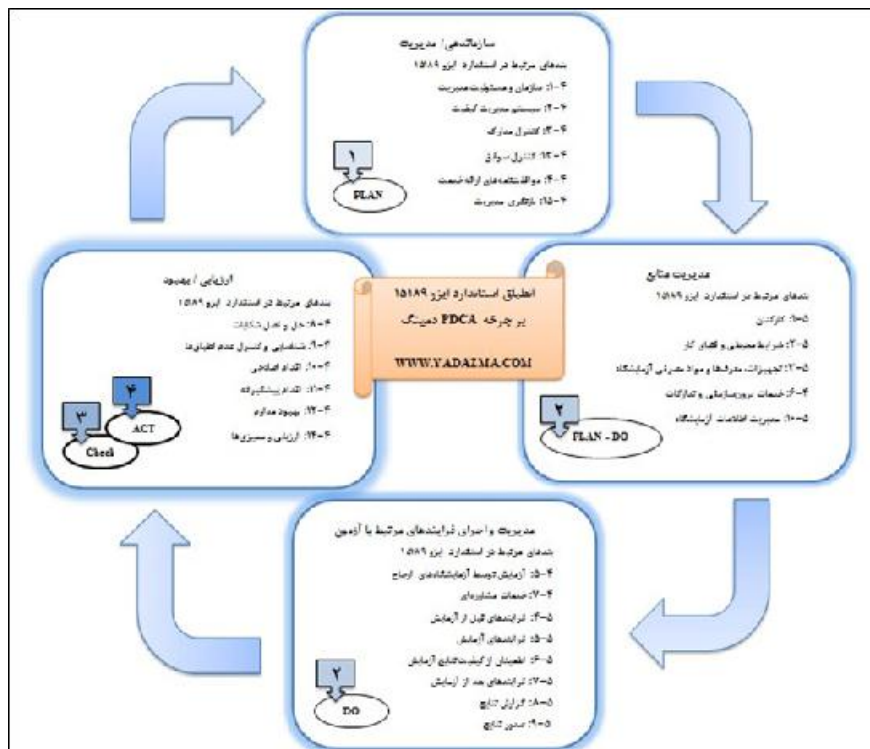 سازماندهی/ مدیریت
بندهای مرتبط در استاندارد ایزو ۱۵۱۸۹
۴-۱: سازمان و مسئولیت مدیریت
۴-۲: سیستم مدیریت کیفیت
۴-۳: کنترل مدارک
۴-۱۳: کنترل سوابق
۴-۴: موافقتنامه‌های ارائه خدمت
۴-۱۵: بازنگری مدیریت
۱
PLAN
مدیریت منابع
بندهای مرتبط در استاندارد ایزو ۱۵۱۸۹
۵-۱: کارکنان
۵-۲: شرایط محیطی و فضای کار
۵-۳: تجهیزات، معرف‌ها و مواد مصرفی آزمایشگاه
۴-۶: خدمات برون‌سازمانی و تدارکات
۵-۱۰: مدیریت اطلاعات آزمایشگاه
۲
PLAN - DO
انطباق استاندارد ایزو ۱۵۱۸۹
بر چرخه PDCA دمینگ
WWW.YADAZMA.COM
مدیریت و اجرای فرایندهای مرتبط با آزمون
بندهای مرتبط در استاندارد ایزو ۱۵۱۸۹
۴-۵: آزمایش توسط آزمایشگاه‌های ارجاع
۴-۷: خدمات مشاوره‌ای
۵-۴: فرایندهای قبل از آزمایش
۵-۵: فرایندهای آزمایش
۵-۶: اطمینان از کیفیت نتایج آزمایش
۵-۷: فرایندهای بعد از آزمایش
۵-۸: گزارش نتایج
۵-۹: صدور نتایج
۲
DO
ارزیابی / بهبود
بندهای مرتبط در استاندارد ایزو ۱۵۱۸۹
۴-۸: حل و فصل شکایات
۴-۹: شناسایی و کنترل عدم انطباق‌ها
۴-۱۰: اقدام اصلاحی
۴-۱۱: اقدام پیشگیرانه
۴-۱۲: بهبود مداوم
۴-۱۴: ارزیابی و ممیزی‌ها
۳
Check
۴
ACT